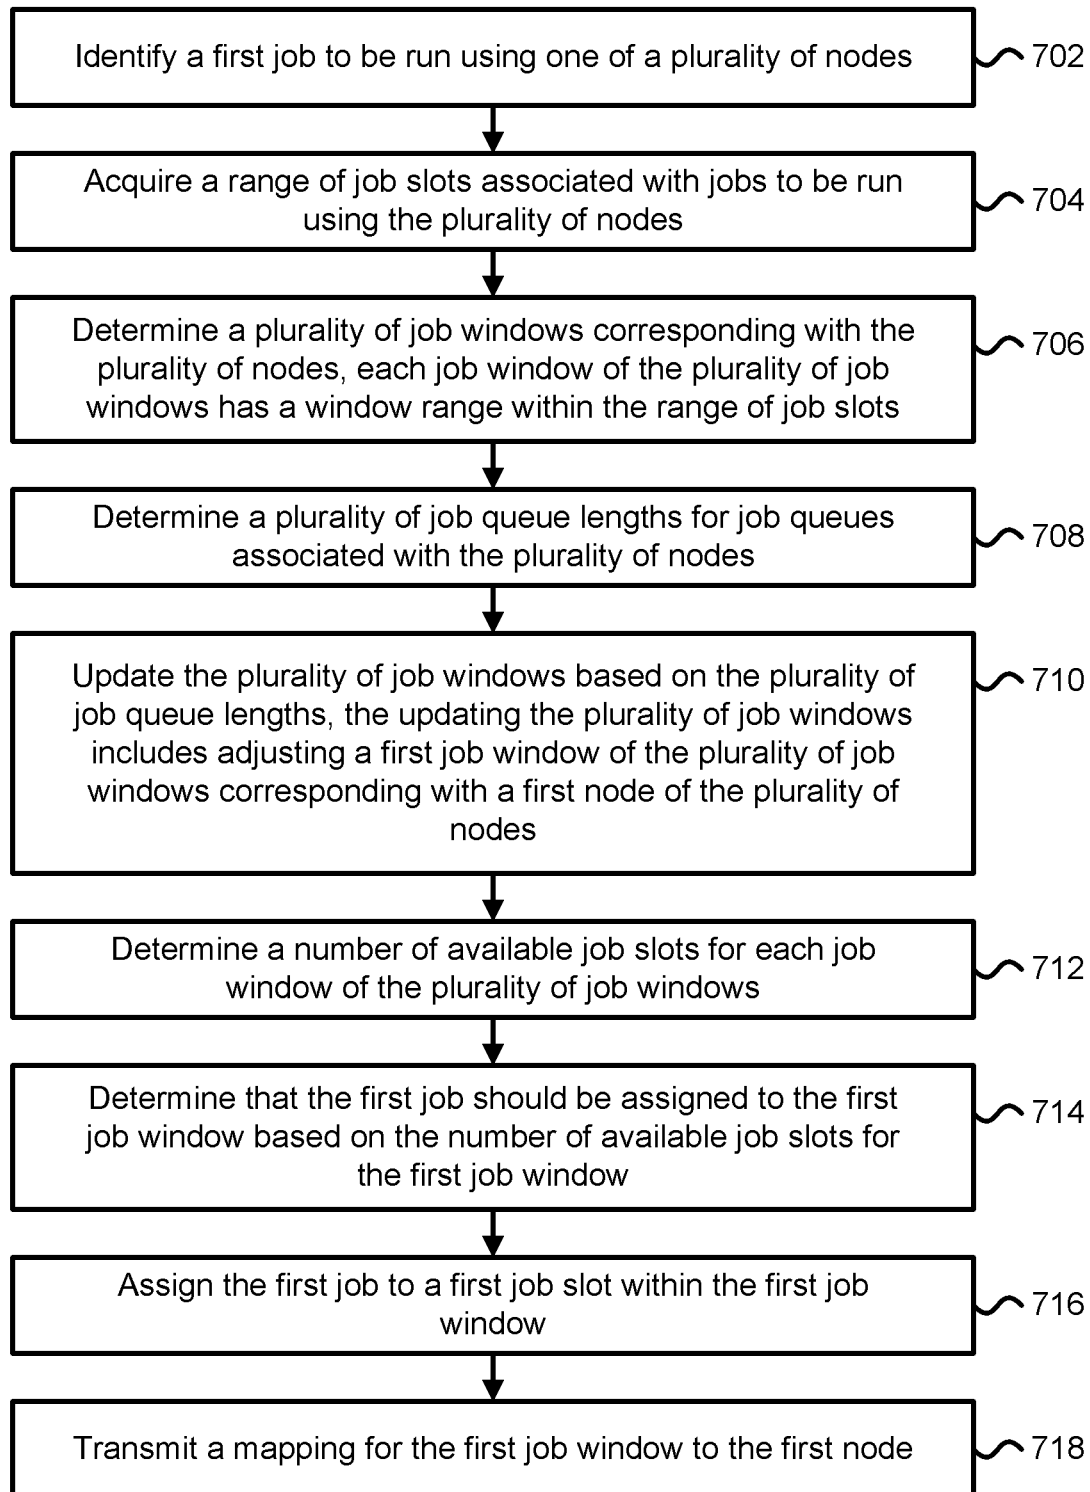 Identify a first job to be run using one of a plurality of nodes
702
Acquire a range of job slots associated with jobs to be run
using the plurality of nodes
704
Determine a plurality of job windows corresponding with the
plurality of nodes, each job window of the plurality of job
windows has a window range within the range of job slots
706
Determine a plurality of job queue lengths for job queues
associated with the plurality of nodes
708
Update the plurality of job windows based on the plurality of
job queue lengths, the updating the plurality of job windows
includes adjusting a first job window of the plurality of job
windows corresponding with a first node of the plurality of
nodes
710
Determine a number of available job slots for each job
window of the plurality of job windows
712
Determine that the first job should be assigned to the first
job window based on the number of available job slots for
the first job window
714
Assign the first job to a first job slot within the first job
window
716
Transmit a mapping for the first job window to the first node
718